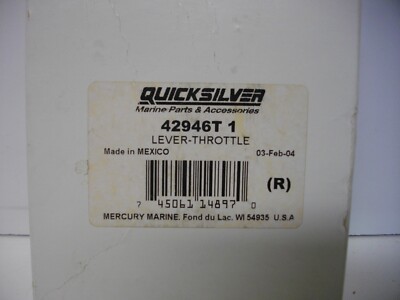 QUICKSILVER
Marine Parts & Accessories
42946T 1
LEVER-THROTTLE
Made in MEXICO 03-Feb-04
(R)
7 45061 14897 0
MERCURY MARINE. Fond du Lac. WI 54935 U.S.A